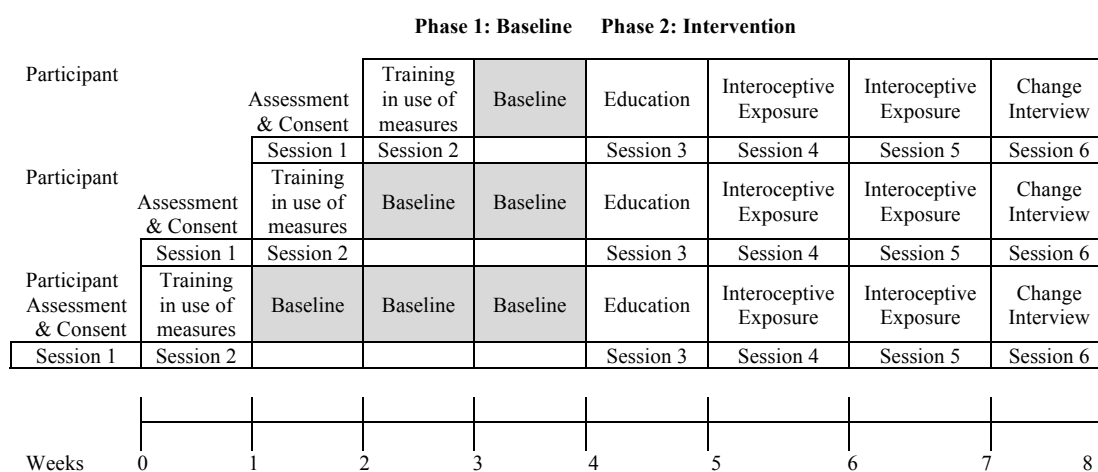 Phase 1: Baseline Phase 2: Intervention
Participant
Assessment
& Consent
Training
in use of
measures
Baseline
Education
Interoceptive
Exposure
Interoceptive
Exposure
Change
Interview
Session 1 Session 2 Session 3 Session 4 Session 5 Session 6
Participant
Assessment
& Consent
Training
in use of
measures
Baseline
Baseline
Education
Interoceptive
Exposure
Interoceptive
Exposure
Change
Interview
Session 1 Session 2 Session 3 Session 4 Session 5 Session 6
Participant
Assessment
& Consent
Training
in use of
measures
Baseline
Baseline
Baseline
Education
Interoceptive
Exposure
Interoceptive
Exposure
Change
Interview
Session 1 Session 2 Session 3 Session 4 Session 5 Session 6
Weeks 0 1 2 3 4 5 6 7 8